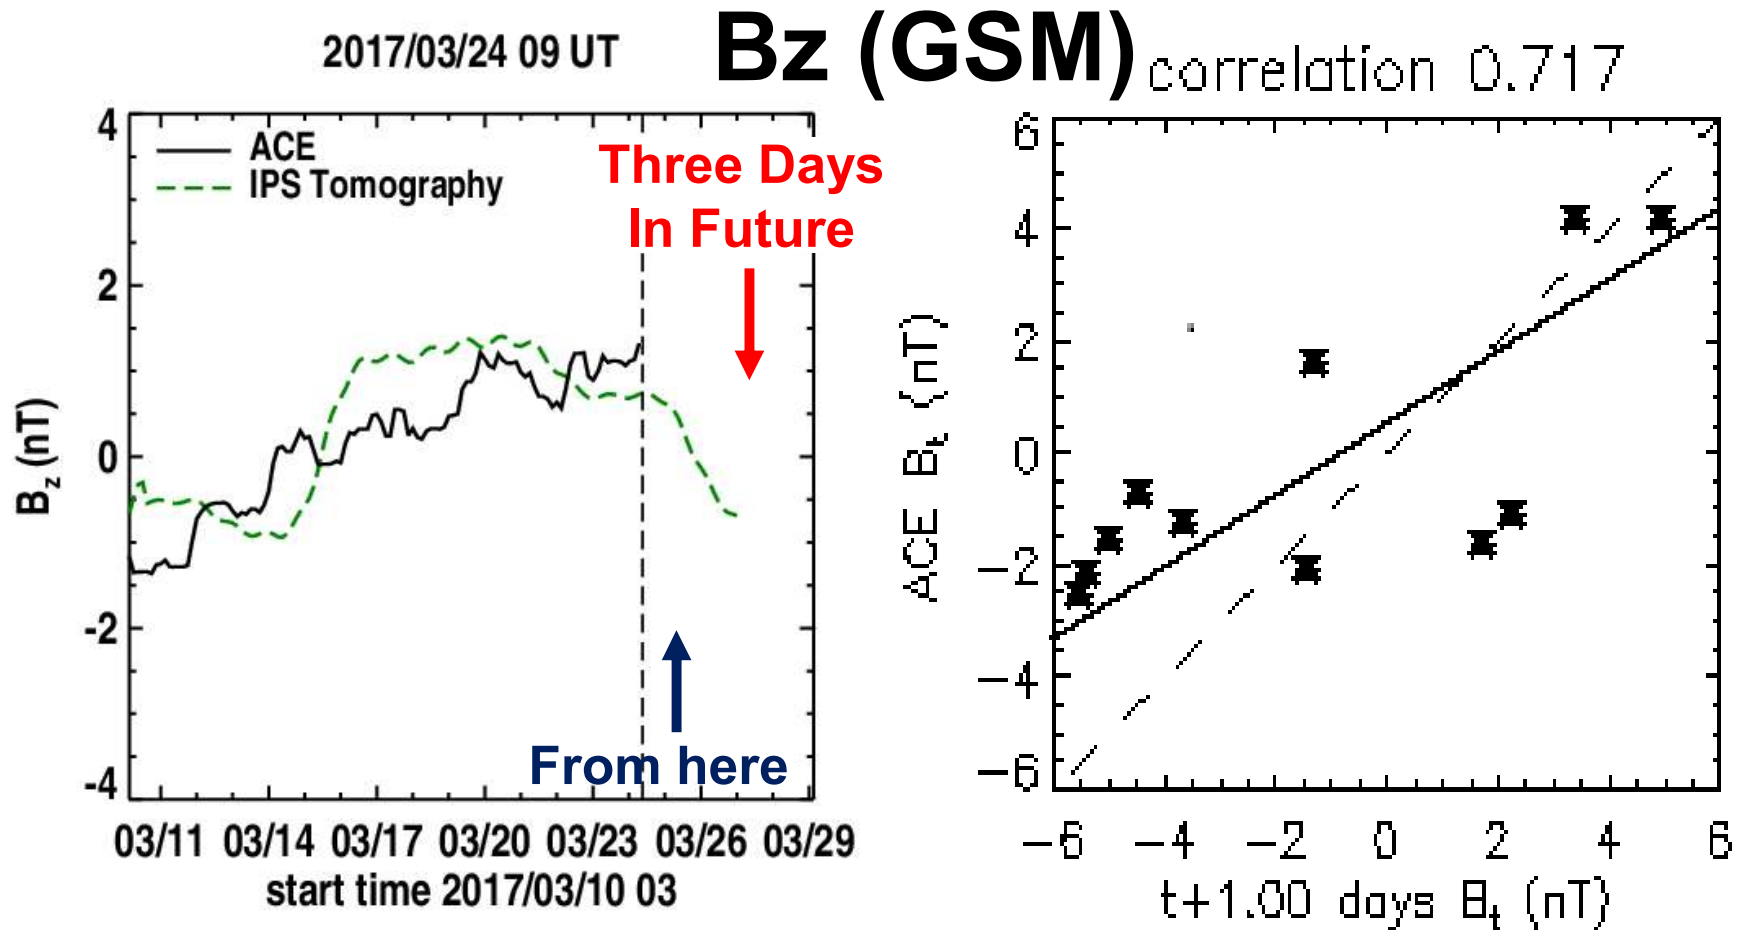 Bz (GSM)
2017/03/24 09 UT
4
2
0
-2
-4
Bz (nT)
ACE
IPS Tomography
Three Days
In Future
From here
03/11 03/14 03/17 03/20 03/23 03/26 03/29
start time 2017/03/10 03
correlation 0.717
6
4
2
0
−2
−4
−6
ACE Bt (nT)
−6 −4 −2 0 2 4 6
t+1.00 days Bt (nT)